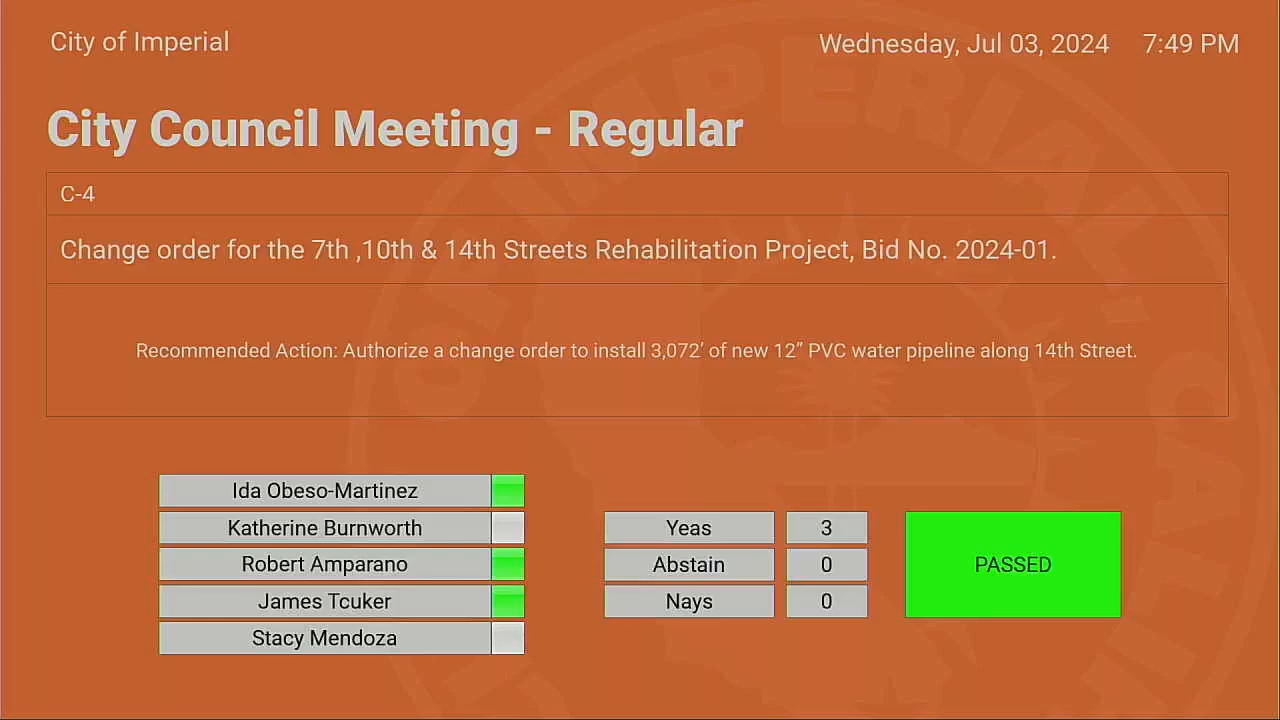 City of Imperial
Wednesday, Jul 03, 2024 7:49 PM
City Council Meeting - Regular
C-4
Change order for the 7th ,10th & 14th Streets Rehabilitation Project, Bid No. 2024-01.
Recommended Action: Authorize a change order to install 3,072’ of new 12” PVC water pipeline along 14th Street.
Ida Obeso-Martinez
Katherine Burnworth
Robert Amparano
James Tcuker
Stacy Mendoza
Yeas 3
Abstain 0
Nays 0
PASSED